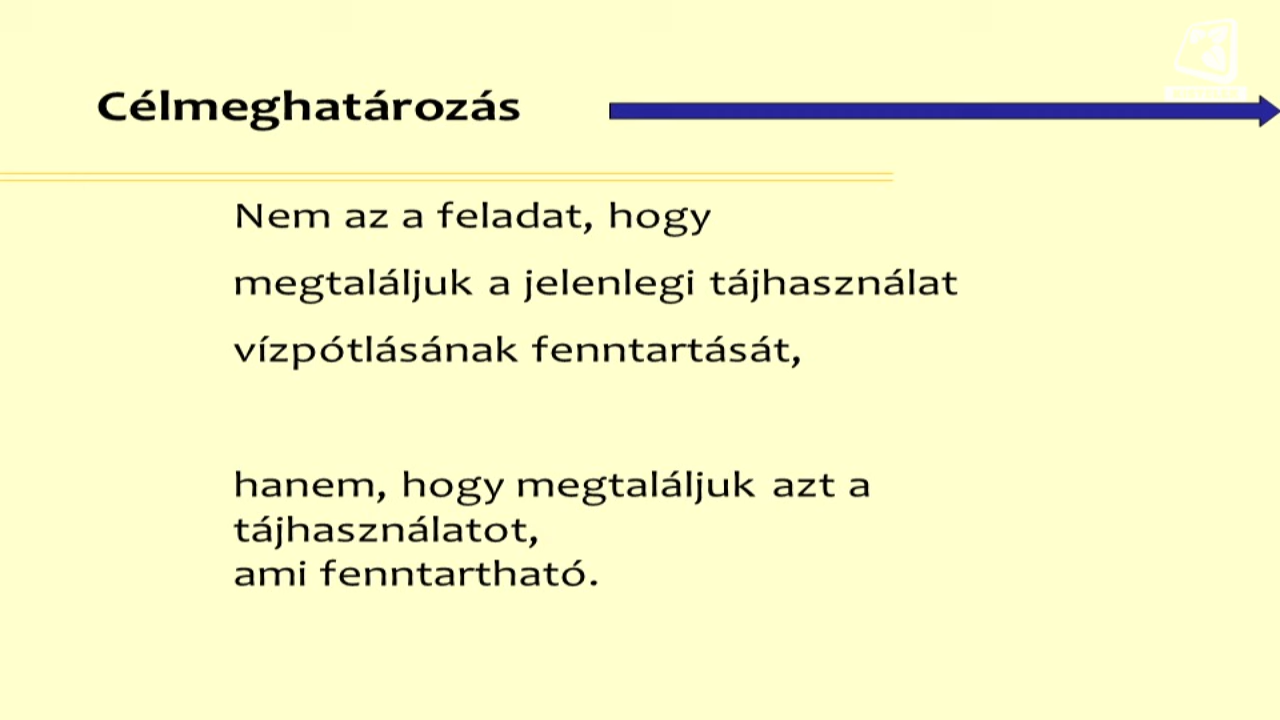 Célmeghatározás
Nem az a feladat, hogy
megtaláljuk a jelenlegi tájhasználat
vízpótlásának fenntartását,
hanem, hogy megtaláljuk azt a
tájhasználatot,
ami fenntartható.